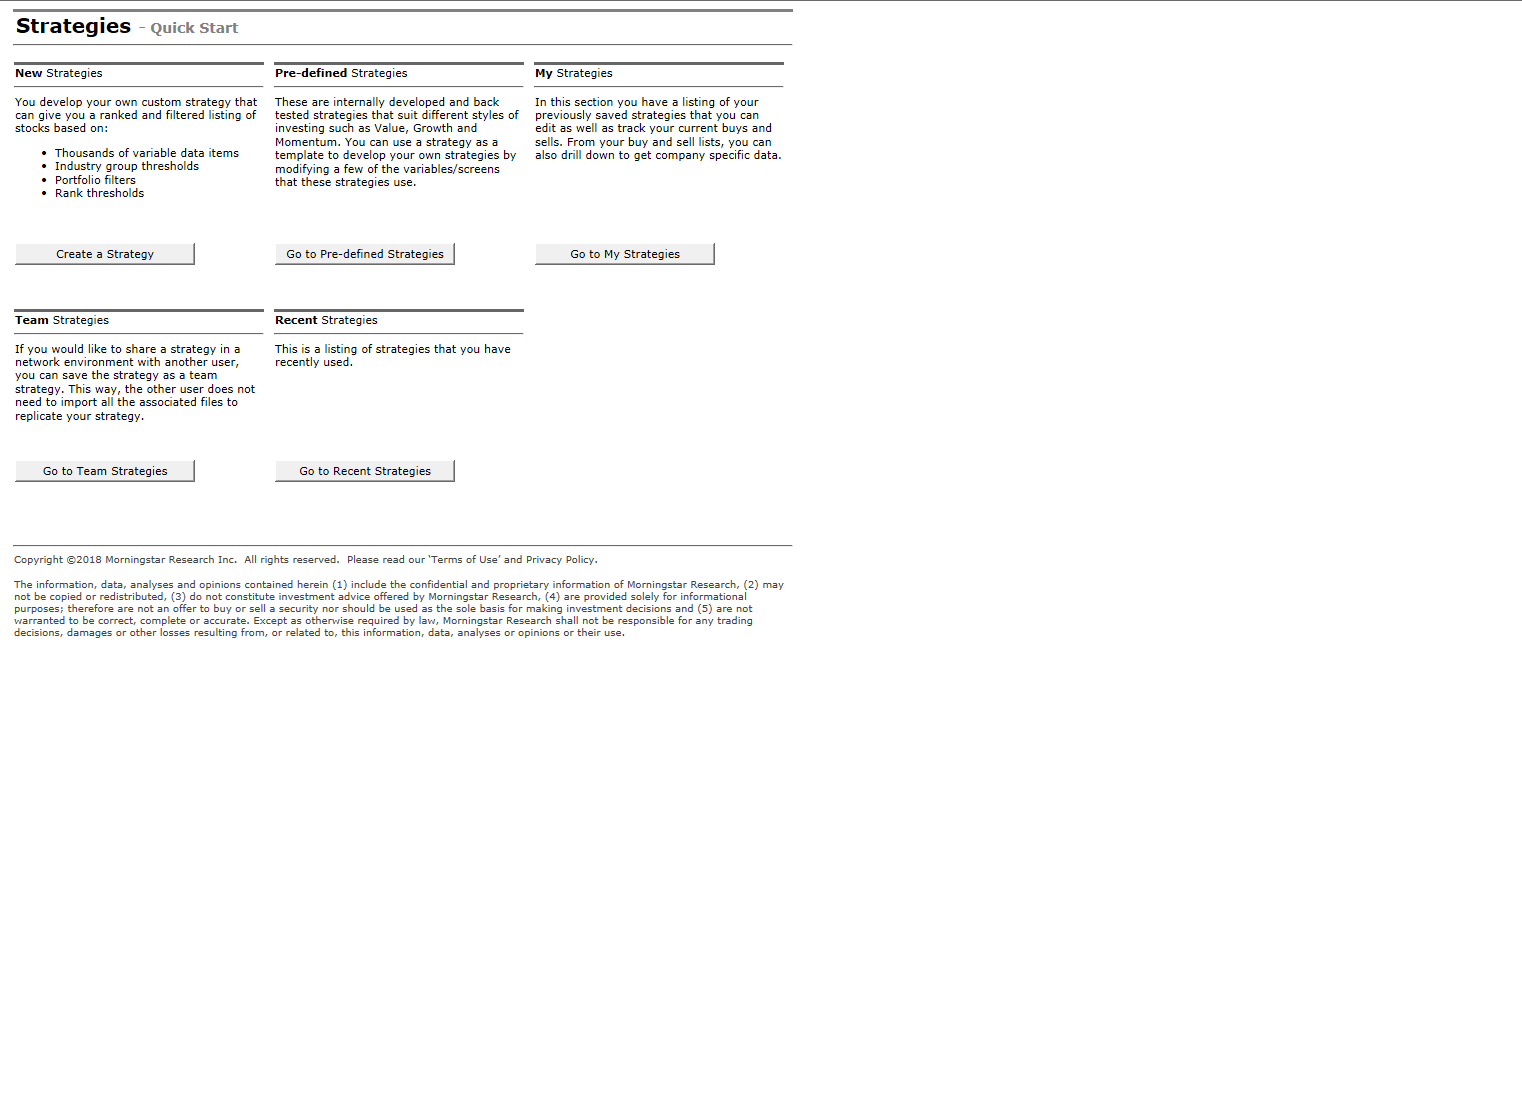 Strategies - Quick Start
New Strategies
You develop your own custom strategy that
can give you a ranked and filtered listing of
stocks based on:
• Thousands of variable data items
• Industry group thresholds
• Portfolio filters
• Rank thresholds
Create a Strategy
Pre-defined Strategies
These are internally developed and back
tested strategies that suit different styles of
investing such as Value, Growth and
Momentum. You can use a strategy as a
template to develop your own strategies by
modifying a few of the variables/screens
that these strategies use.
Go to Pre-defined Strategies
My Strategies
In this section you have a listing of your
previously saved strategies that you can
edit as well as track your current buys and
sells. From your buy and sell lists, you can
also drill down to get company specific data.
Go to My Strategies
Team Strategies
If you would like to share a strategy in a
network environment with another user,
you can save the strategy as a team
strategy. This way, the other user does not
need to import all the associated files to
replicate your strategy.
Go to Team Strategies
Recent Strategies
This is a listing of strategies that you have
recently used.
Go to Recent Strategies
Copyright ©2018 Morningstar Research Inc.  All rights reserved.  Please read our ‘Terms of Use’ and Privacy Policy.
The information, data, analyses and opinions contained herein (1) include the confidential and proprietary information of Morningstar Research, (2) may
not be copied or redistributed, (3) do not constitute investment advice offered by Morningstar Research, (4) are provided solely for informational
purposes; therefore are not an offer to buy or sell a security nor should be used as the sole basis for making investment decisions and (5) are not
warranted to be correct, complete or accurate. Except as otherwise required by law, Morningstar Research shall not be responsible for any trading
decisions, damages or other losses resulting from, or related to, this information, data, analyses or opinions or their use.